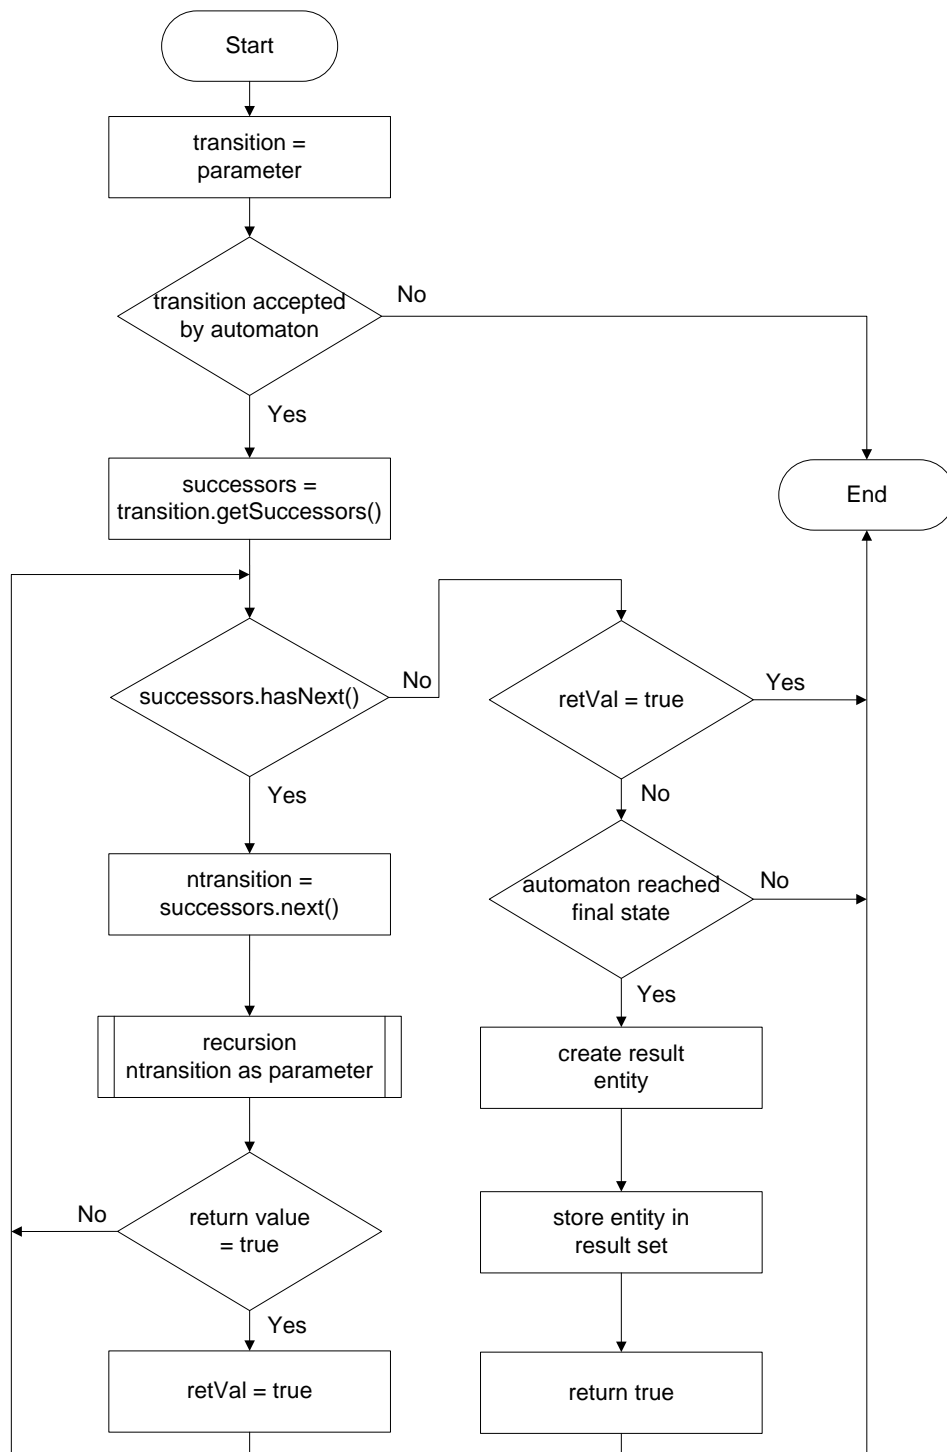 Start
transition =
parameter
transition accepted
by automaton
No
Yes
successors =
transition.getSuccessors()
End
successors.hasNext()
No
Yes
retVal = true
Yes
No
ntransition =
successors.next()
automaton reached
final state
No
Yes
recursion
ntransition as parameter
create result
entity
return value
= true
No
Yes
store entity in
result set
retVal = true
return true